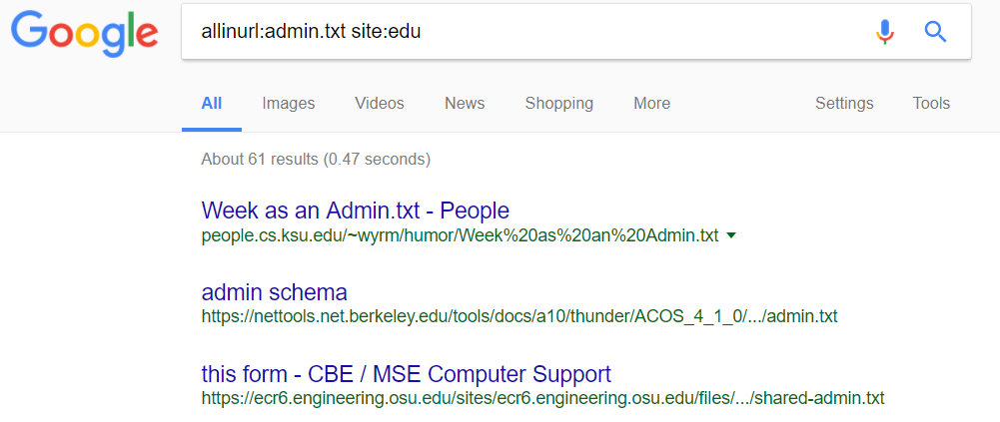 Google
allinurl:admin.txt site:edu
All Images Videos News Shopping More Settings Tools
About 61 results (0.47 seconds)
Week as an Admin.txt - People
people.cs.ksu.edu/~wyrm/humor/Week%20as%20an%20Admin.txt
admin schema
https://nettools.net.berkeley.edu/tools/docs/a10/thunder/ACOS_4_1_0/.../admin.txt
this form - CBE / MSE Computer Support
https://ecr6.engineering.osu.edu/sites/ecr6.engineering.osu.edu/files/.../shared-admin.txt